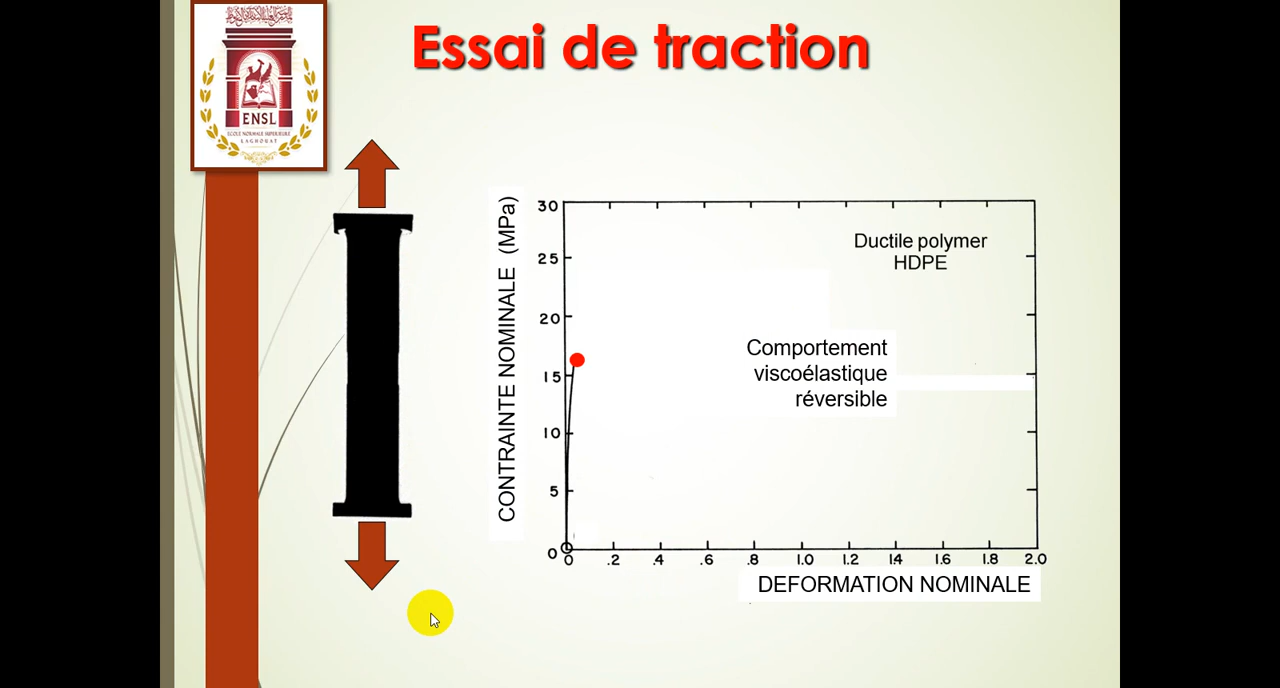 Essai de traction
ENSL
ECOLE NORMALE SUPERIEURE
LAGHOUAT
CONTRAINTE NOMINALE (MPa)
30
25
20
15
10
5
0
Ductile polymer
HDPE
Comportement
viscoélastique
réversible
0 .2 .4 .6 .8 1.0 1.2 1.4 1.6 1.8 2.0
DEFORMATION NOMINALE